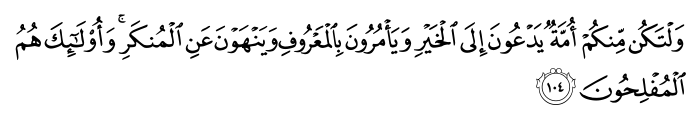 وَلۡتَكُن مِّنكُمۡ أُمَّةٞ يَدۡعُونَ إِلَى ٱلۡخَيۡرِ وَيَأۡمُرُونَ بِٱلۡمَعۡرُوفِ وَيَنۡهَوۡنَ عَنِ ٱلۡمُنكَرِۚ وَأُوْلَٰٓئِكَ هُمُ
ٱلۡمُفۡلِحُونَ ١٠٤